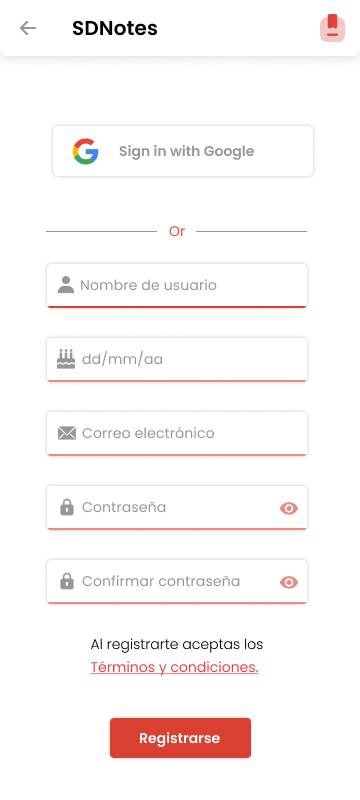 SDNotes
Sign in with Google
Or
Nombre de usuario
dd/mm/aa
Correo electrónico
Contraseña
Confirmar contraseña
Al registrarte aceptas los
Términos y condiciones.
Registrarse